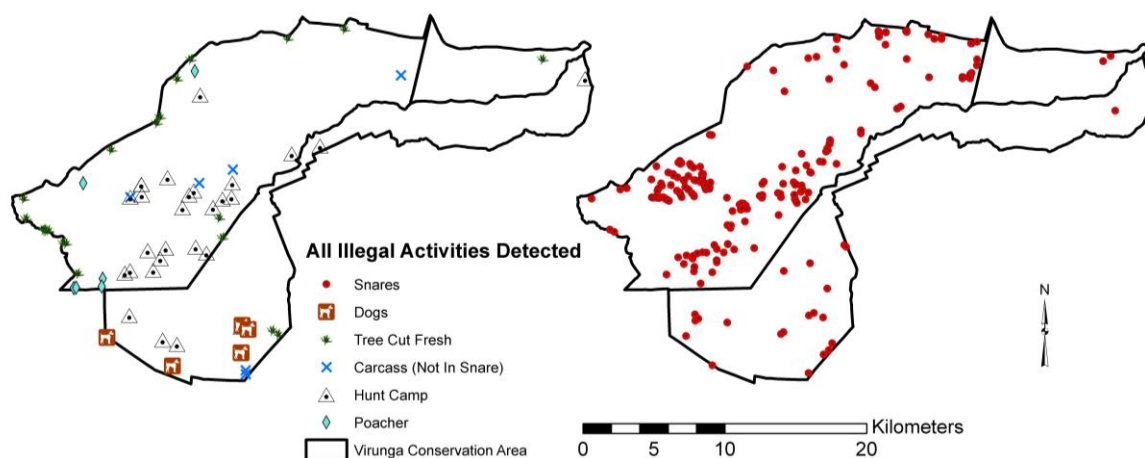 All Illegal Activities Detected
Snares
Dogs
Tree Cut Fresh
Carcass (Not In Snare)
Hunt Camp
Poacher
Virunga Conservation Area
N
Kilometers
0 5 10 20